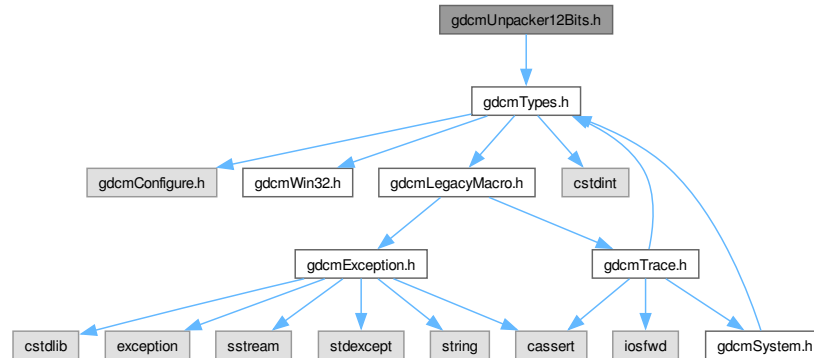 gdcmUnpacker12Bits.h
gdcmTypes.h
gdcmConfigure.h
gdcmWin32.h
gdcmLegacyMacro.h
cstdint
gdcmException.h
gdcmTrace.h
cstdlib
exception
sstream
stdexcept
string
cassert
iosfwd
gdcmSystem.h